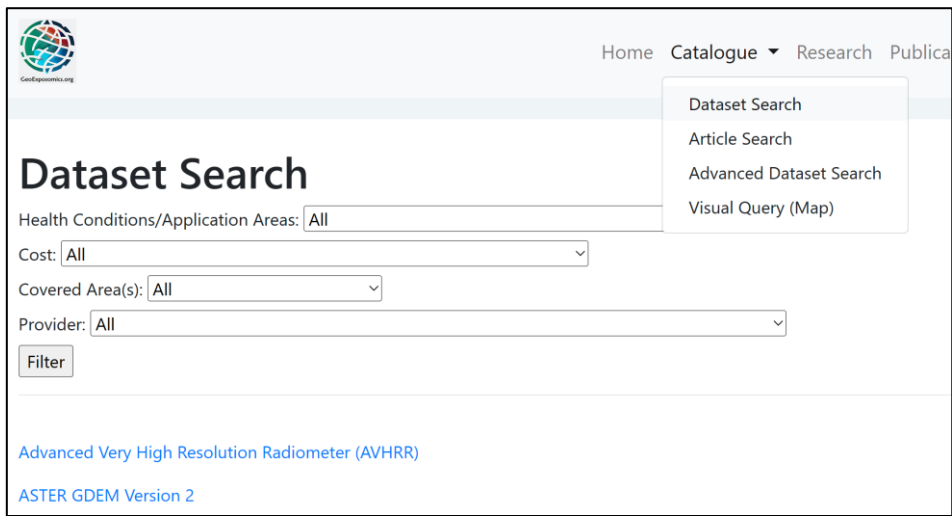 GeoExposomics.org
Home Catalogue Research Publica
Dataset Search
Article Search
Advanced Dataset Search
Visual Query (Map)
Dataset Search
Health Conditions/Application Areas: All
Cost: All
Covered Area(s): All
Provider: All
Filter
Advanced Very High Resolution Radiometer (AVHRR)
ASTER GDEM Version 2